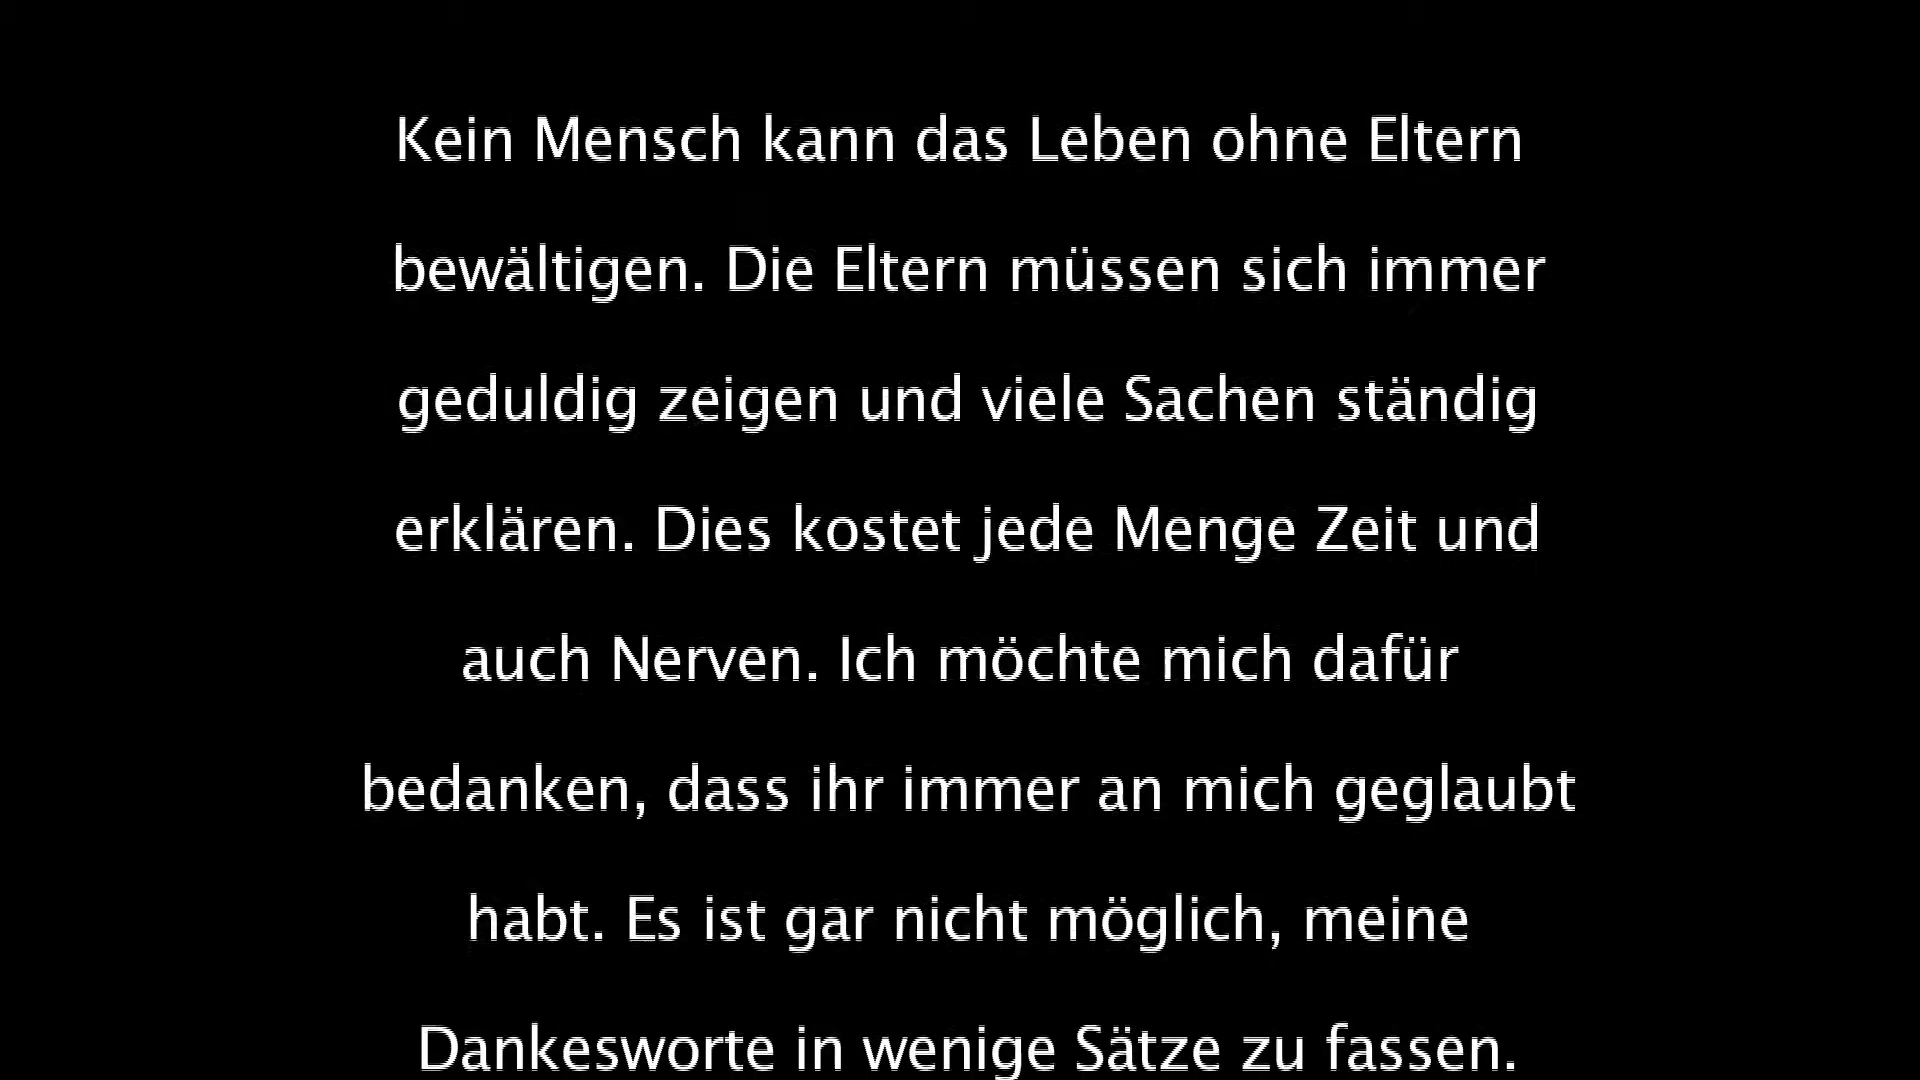 Kein Mensch kann das Leben ohne Eltern
bewältigen. Die Eltern müssen sich immer
geduldig zeigen und viele Sachen ständig
erklären. Dies kostet jede Menge Zeit und
auch Nerven. Ich möchte mich dafür
bedanken, dass ihr immer an mich geglaubt
habt. Es ist gar nicht möglich, meine
Dankesworte in wenige Sätze zu fassen.